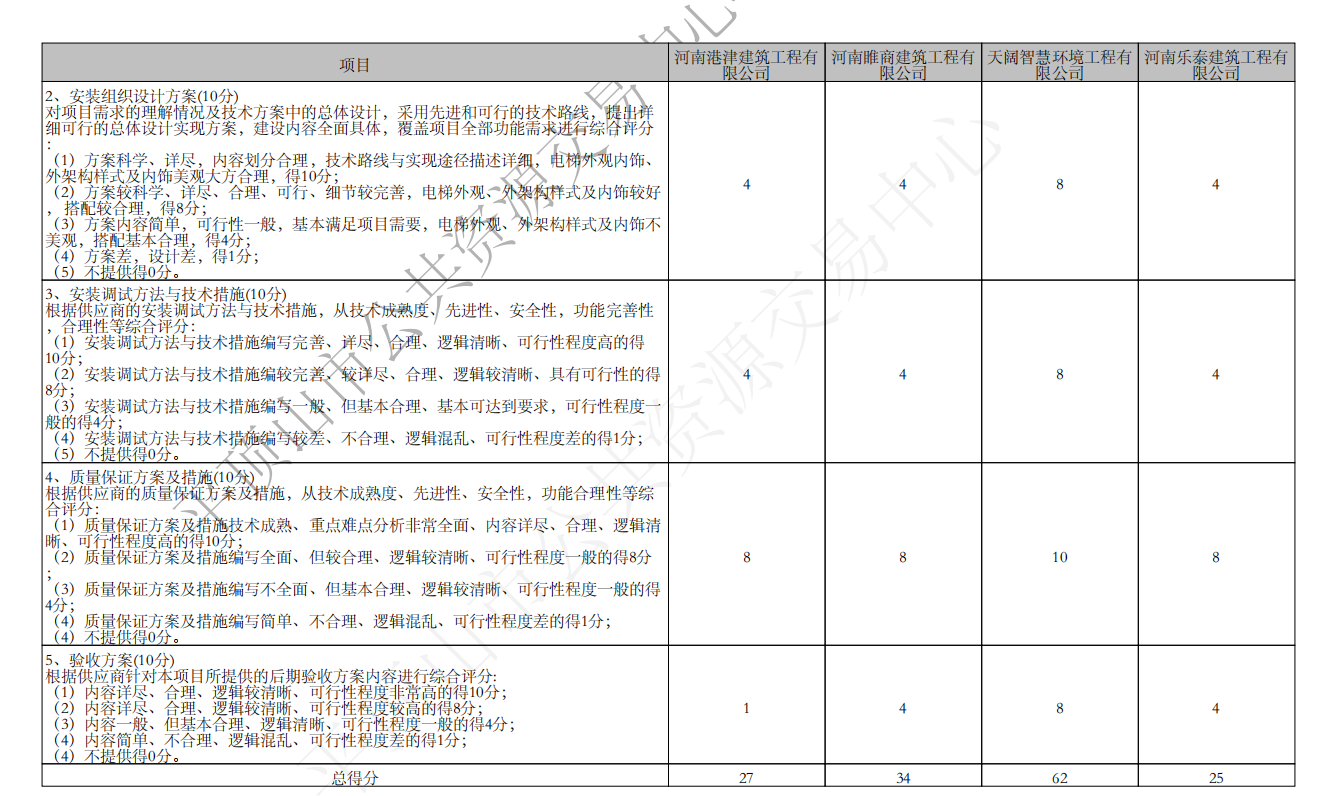 项目
河南港津建筑工程有
限公司
河南睢商建筑工程有
限公司
天阔智慧环境工程有
限公司
河南乐泰建筑工程有
限公司
2、安装组织设计方案(10分)
对项目需求的理解情况及技术方案中的总体设计，采用先进和可行的技术路线，提出详
细可行的总体设计实现方案，建设内容全面具体，覆盖项目全部功能需求进行综合评分
：
（1）方案科学、详尽，内容划分合理，技术路线与实现途径描述详细，电梯外观内饰、
外架构样式及内饰美观大方合理，得10分；
（2）方案较科学、详尽、合理、可行、细节较完善，电梯外观、外架构样式及内饰较好
，搭配较合理，得8分；
（3）方案内容简单，可行性一般，基本满足项目需要，电梯外观、外架构样式及内饰不
美观，搭配基本合理，得4分；
（4）方案差，设计差，得1分；
（5）不提供得0分。
4
4
8
4
3、安装调试方法与技术措施(10分)
根据供应商的安装调试方法与技术措施，从技术成熟度、先进性、安全性，功能完善性
，合理性等综合评分：
（1）安装调试方法与技术措施编写完善、详尽、合理、逻辑清晰、可行性程度高的得
10分；
（2）安装调试方法与技术措施编较完善、较详尽、合理、逻辑较清晰、具有可行性的得
8分；
（3）安装调试方法与技术措施编写一般、但基本合理、基本可达到要求，可行性程度一
般的得4分；
（4）安装调试方法与技术措施编写较差、不合理、逻辑混乱、可行性程度差的得1分；
（5）不提供得0分。
4
4
8
4
4、质量保证方案及措施(10分)
根据供应商的质量保证方案及措施，从技术成熟度、先进性、安全性，功能合理性等综
合评分：
（1）质量保证方案及措施技术成熟、重点难点分析非常全面、内容详尽、合理、逻辑清
晰、可行性程度高的得10分；
（2）质量保证方案及措施编写全面、但较合理、逻辑较清晰、可行性程度一般的得8分
；
（3）质量保证方案及措施编写不全面、但基本合理、逻辑较清晰、可行性程度一般的得
4分；
（4）质量保证方案及措施编写简单、不合理、逻辑混乱、可行性程度差的得1分；
（4）不提供得0分。
8
8
10
8
5、验收方案(10分)
根据供应商针对本项目所提供的后期验收方案内容进行综合评分:
（1）内容详尽、合理、逻辑较清晰、可行性程度非常高的得10分；
（2）内容详尽、合理、逻辑较清晰、可行性程度较高的得8分；
（3）内容一般、但基本合理、逻辑清晰、可行性程度一般的得4分；
（4）内容简单、不合理、逻辑混乱、可行性程度差的得1分；
（4）不提供得0分。
1
4
8
4
总得分
27
34
62
25
平顶山市公共资源交易中心
平顶山市公共资源交易中心